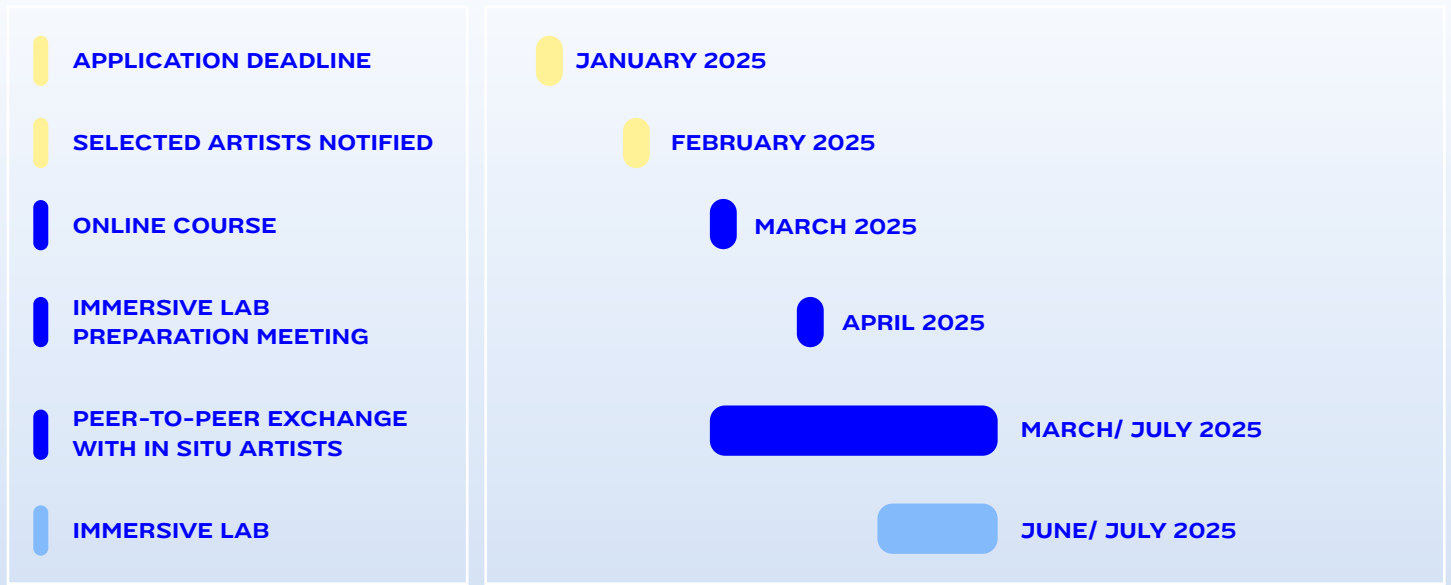 APPLICATION DEADLINE
JANUARY 2025
SELECTED ARTISTS NOTIFIED
FEBRUARY 2025
ONLINE COURSE
MARCH 2025
IMMERSIVE LAB
PREPARATION MEETING
APRIL 2025
PEER-TO-PEER EXCHANGE
WITH IN SITU ARTISTS
MARCH/ JULY 2025
IMMERSIVE LAB
JUNE/ JULY 2025